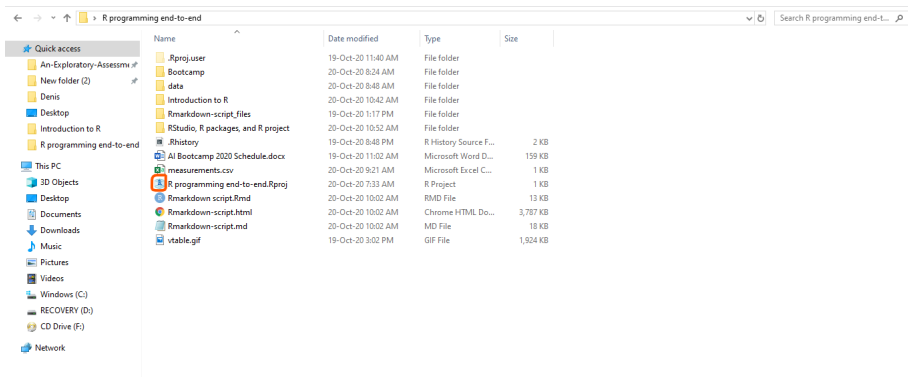 R programming end-to-end
Search R programming end-t...
Name Date modified Type Size
Quick access
An-Exploratory-Assessme
New folder (2)
Denis
Desktop
Introduction to R
R programming end-to-end
This PC
3D Objects
Desktop
Documents
Downloads
Music
Pictures
Videos
Windows (C:)
RECOVERY (D:)
CD Drive (F:)
Network
.Rproj.user 19-Oct-20 11:40 AM File folder
Bootcamp 20-Oct-20 8:24 AM File folder
data 20-Oct-20 8:48 AM File folder
Introduction to R 20-Oct-20 10:42 AM File folder
Rmarkdown-script_files 19-Oct-20 1:17 PM File folder
RStudio, R packages, and R project 20-Oct-20 10:52 AM File folder
.Rhistory 19-Oct-20 8:48 PM R History Source F... 2 KB
AI Bootcamp 2020 Schedule.docx 19-Oct-20 11:02 AM Microsoft Word D... 159 KB
measurements.csv 20-Oct-20 9:21 AM Microsoft Excel C... 1 KB
R programming end-to-end.Rproj 20-Oct-20 7:33 AM R Project 1 KB
Rmarkdown script.Rmd 20-Oct-20 10:02 AM RMD File 13 KB
Rmarkdown-script.html 20-Oct-20 10:02 AM Chrome HTML Do... 3,787 KB
Rmarkdown-script.md 20-Oct-20 10:02 AM MD File 18 KB
vtable.gif 19-Oct-20 3:02 PM GIF File 1,924 KB